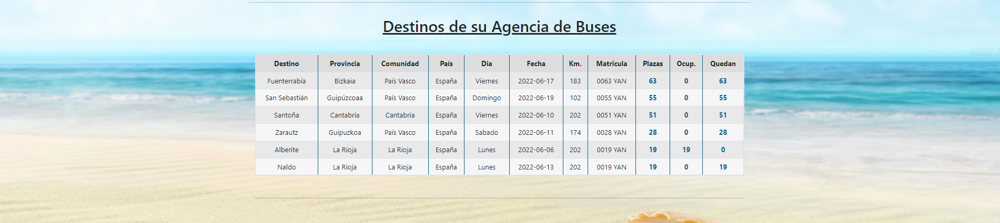 Destinos de su Agencia de Buses
Destino Provincia Comunidad País Dia Fecha Km. Matricula Plazas Ocup. Quedan
Fuenterrabía Bizkaia País Vasco España Viernes 2022-06-17 183 0063 YAN 63 0 63
San Sebastián Guipúzcoaa País Vasco España Domingo 2022-06-19 102 0055 YAN 55 0 55
Santoña Cantabria Cantabria España Viernes 2022-06-10 202 0051 YAN 51 0 51
Zarautz Guipuzkoa País Vasco España Sabado 2022-06-11 174 0028 YAN 28 0 28
Alberite La Rioja La Rioja España Lunes 2022-06-06 202 0019 YAN 19 19 0
Naldo La Rioja La Rioja España Lunes 2022-06-13 202 0019 YAN 19 0 19